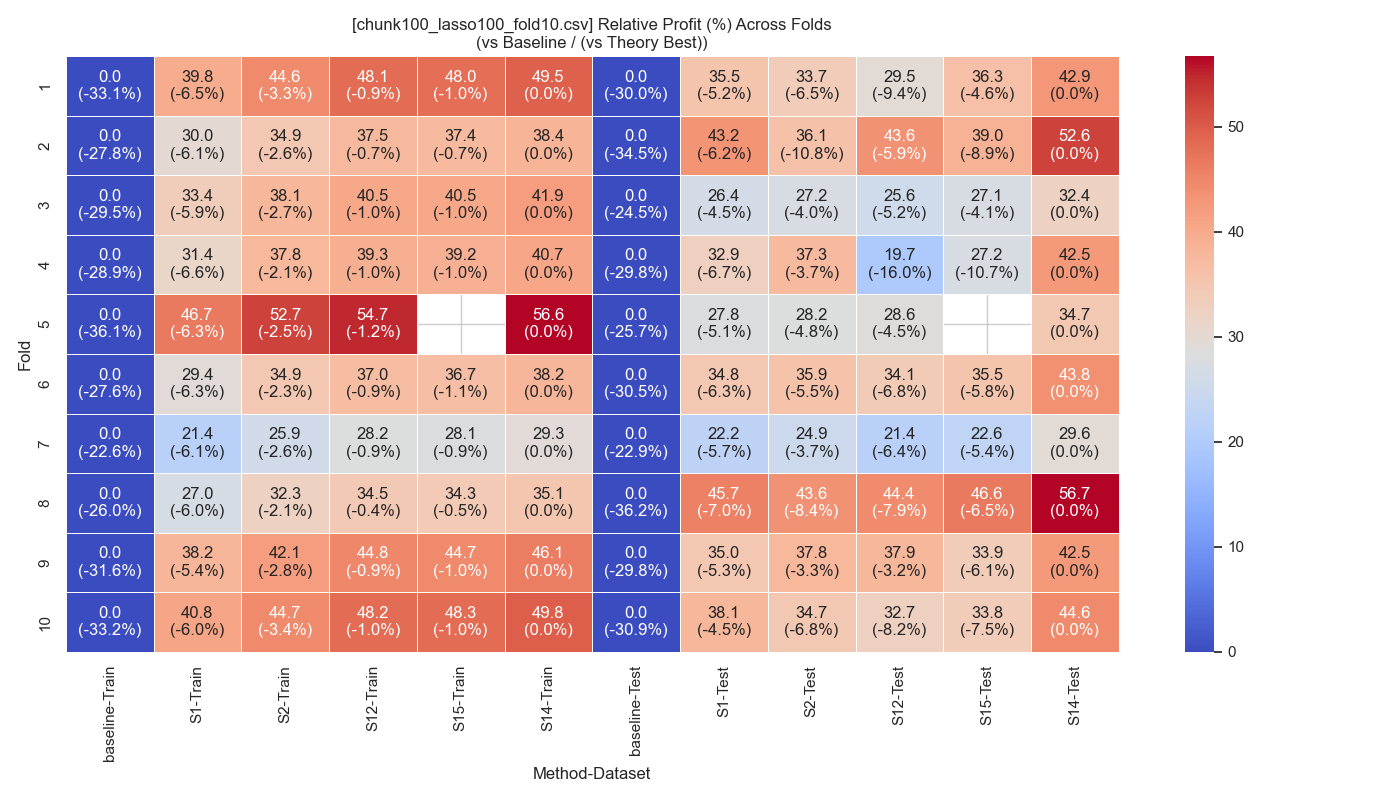 [chunk100_lasso100_fold10.csv] Relative Profit (%) Across Folds
(vs Baseline / (vs Theory Best))
1
0.0 39.8 44.6 48.1 48.0 49.5 0.0 35.5 33.7 29.5 36.3 42.9
(-33.1%) (-6.5%) (-3.3%) (-0.9%) (-1.0%) (0.0%) (-30.0%) (-5.2%) (-6.5%) (-9.4%) (-4.6%) (0.0%)
2
0.0 30.0 34.9 37.5 37.4 38.4 0.0 43.2 36.1 43.6 39.0 52.6
(-27.8%) (-6.1%) (-2.6%) (-0.7%) (-0.7%) (0.0%) (-34.5%) (-6.2%) (-10.8%) (-5.9%) (-8.9%) (0.0%)
3
0.0 33.4 38.1 40.5 40.5 41.9 0.0 26.4 27.2 25.6 27.1 32.4
(-29.5%) (-5.9%) (-2.7%) (-1.0%) (-1.0%) (0.0%) (-24.5%) (-4.5%) (-4.0%) (-5.2%) (-4.1%) (0.0%)
4
0.0 31.4 37.8 39.3 39.2 40.7 0.0 32.9 37.3 19.7 27.2 42.5
(-28.9%) (-6.6%) (-2.1%) (-1.0%) (-1.0%) (0.0%) (-29.8%) (-6.7%) (-3.7%) (-16.0%) (-10.7%) (0.0%)
5
0.0 46.7 52.7 54.7 56.6 0.0 27.8 28.2 28.6 34.7
(-36.1%) (-6.3%) (-2.5%) (-1.2%) (0.0%) (-25.7%) (-5.1%) (-4.8%) (-4.5%) (0.0%)
6
0.0 29.4 34.9 37.0 36.7 38.2 0.0 34.8 35.9 34.1 35.5 43.8
(-27.6%) (-6.3%) (-2.3%) (-0.9%) (-1.1%) (0.0%) (-30.5%) (-6.3%) (-5.5%) (-6.8%) (-5.8%) (0.0%)
7
0.0 21.4 25.9 28.2 28.1 29.3 0.0 22.2 24.9 21.4 22.6 29.6
(-22.6%) (-6.1%) (-2.6%) (-0.9%) (-0.9%) (0.0%) (-22.9%) (-5.7%) (-3.7%) (-6.4%) (-5.4%) (0.0%)
8
0.0 27.0 32.3 34.5 34.3 35.1 0.0 45.7 43.6 44.4 46.6 56.7
(-26.0%) (-6.0%) (-2.1%) (-0.4%) (-0.5%) (0.0%) (-36.2%) (-7.0%) (-8.4%) (-7.9%) (-6.5%) (0.0%)
9
0.0 38.2 42.1 44.8 44.7 46.1 0.0 35.0 37.8 37.9 33.9 42.5
(-31.6%) (-5.4%) (-2.8%) (-0.9%) (-1.0%) (0.0%) (-29.8%) (-5.3%) (-3.3%) (-3.2%) (-6.1%) (0.0%)
10
0.0 40.8 44.7 48.2 48.3 49.8 0.0 38.1 34.7 32.7 33.8 44.6
(-33.2%) (-6.0%) (-3.4%) (-1.0%) (-1.0%) (0.0%) (-30.9%) (-4.5%) (-6.8%) (-8.2%) (-7.5%) (0.0%)
Fold
baseline-Train
S1-Train
S2-Train
S12-Train
S15-Train
S14-Train
baseline-Test
S1-Test
S2-Test
S12-Test
S15-Test
S14-Test
Method-Dataset
50
40
30
20
10
0